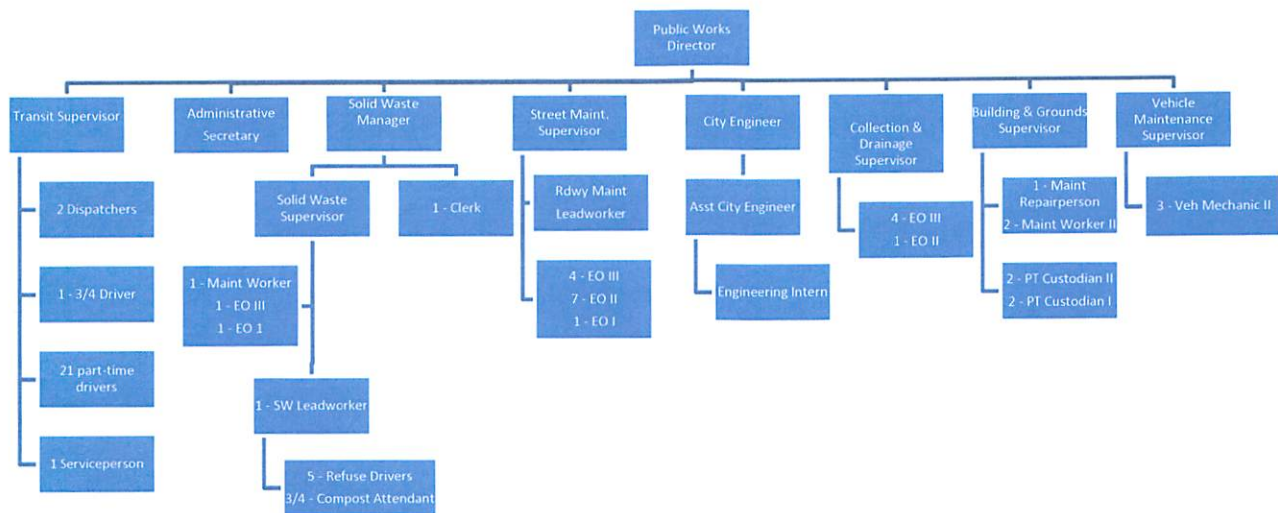 Public Works
Director
Transit Supervisor
Administrative
Secretary
Solid Waste
Manager
Street Maint.
Supervisor
City Engineer
Collection &
Drainage
Supervisor
Building & Grounds
Supervisor
Vehicle
Maintenance
Supervisor
2 Dispatchers
1 - 3/4 Driver
21 part-time
drivers
1 Serviceperson
Solid Waste
Supervisor
1 - Clerk
1 - Maint Worker
1 - EO III
1 - EO 1
1 - SW Leadworker
5 - Refuse Drivers
3/4 - Compost Attendant
Rdwy Maint
Leadworker
4 - EO III
7 - EO II
1 - EO I
Asst City Engineer
Engineering Intern
4 - EO III
1 - EO II
1 - Maint
Repairperson
2 - Maint Worker II
2 - PT Custodian II
2 - PT Custodian I
3 - Veh Mechanic II